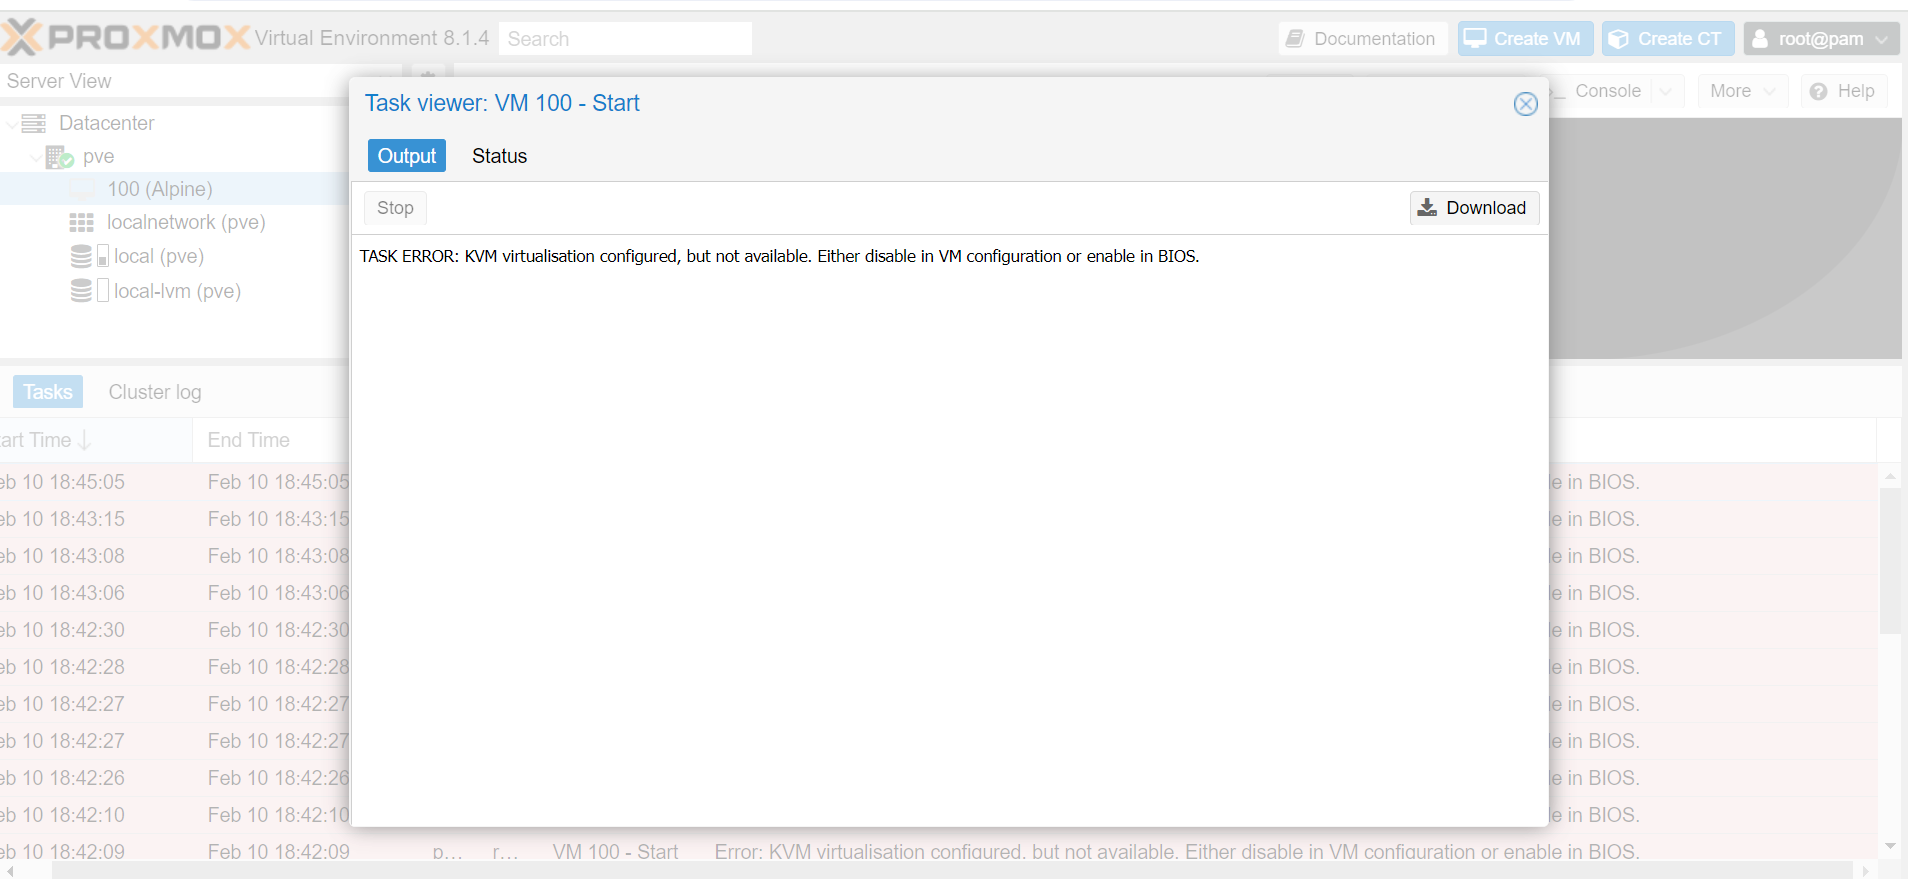 PROXMOX Virtual Environment 8.1.4 Search Documentation Create VM Create CT root@pam
Server View
Console More Help
Task viewer: VM 100 - Start
Output Status
Stop Download
TASK ERROR: KVM virtualisation configured, but not available. Either disable in VM configuration or enable in BIOS.
Datacenter
pve
100 (Alpine)
localnetwork (pve)
local (pve)
local-lvm (pve)
Tasks Cluster log
art Time End Time
eb 10 18:45:05 Feb 10 18:45:05 le in BIOS.
eb 10 18:43:15 Feb 10 18:43:15 le in BIOS.
eb 10 18:43:08 Feb 10 18:43:08 le in BIOS.
eb 10 18:43:06 Feb 10 18:43:06 le in BIOS.
eb 10 18:42:30 Feb 10 18:42:30 le in BIOS.
eb 10 18:42:28 Feb 10 18:42:28 le in BIOS.
eb 10 18:42:27 Feb 10 18:42:27 le in BIOS.
eb 10 18:42:27 Feb 10 18:42:27 le in BIOS.
eb 10 18:42:26 Feb 10 18:42:26 le in BIOS.
eb 10 18:42:10 Feb 10 18:42:10 le in BIOS.
eb 10 18:42:09 Feb 10 18:42:09 p... r... VM 100 - Start Error: KVM virtualisation configured, but not available. Either disable in VM configuration or enable in BIOS.